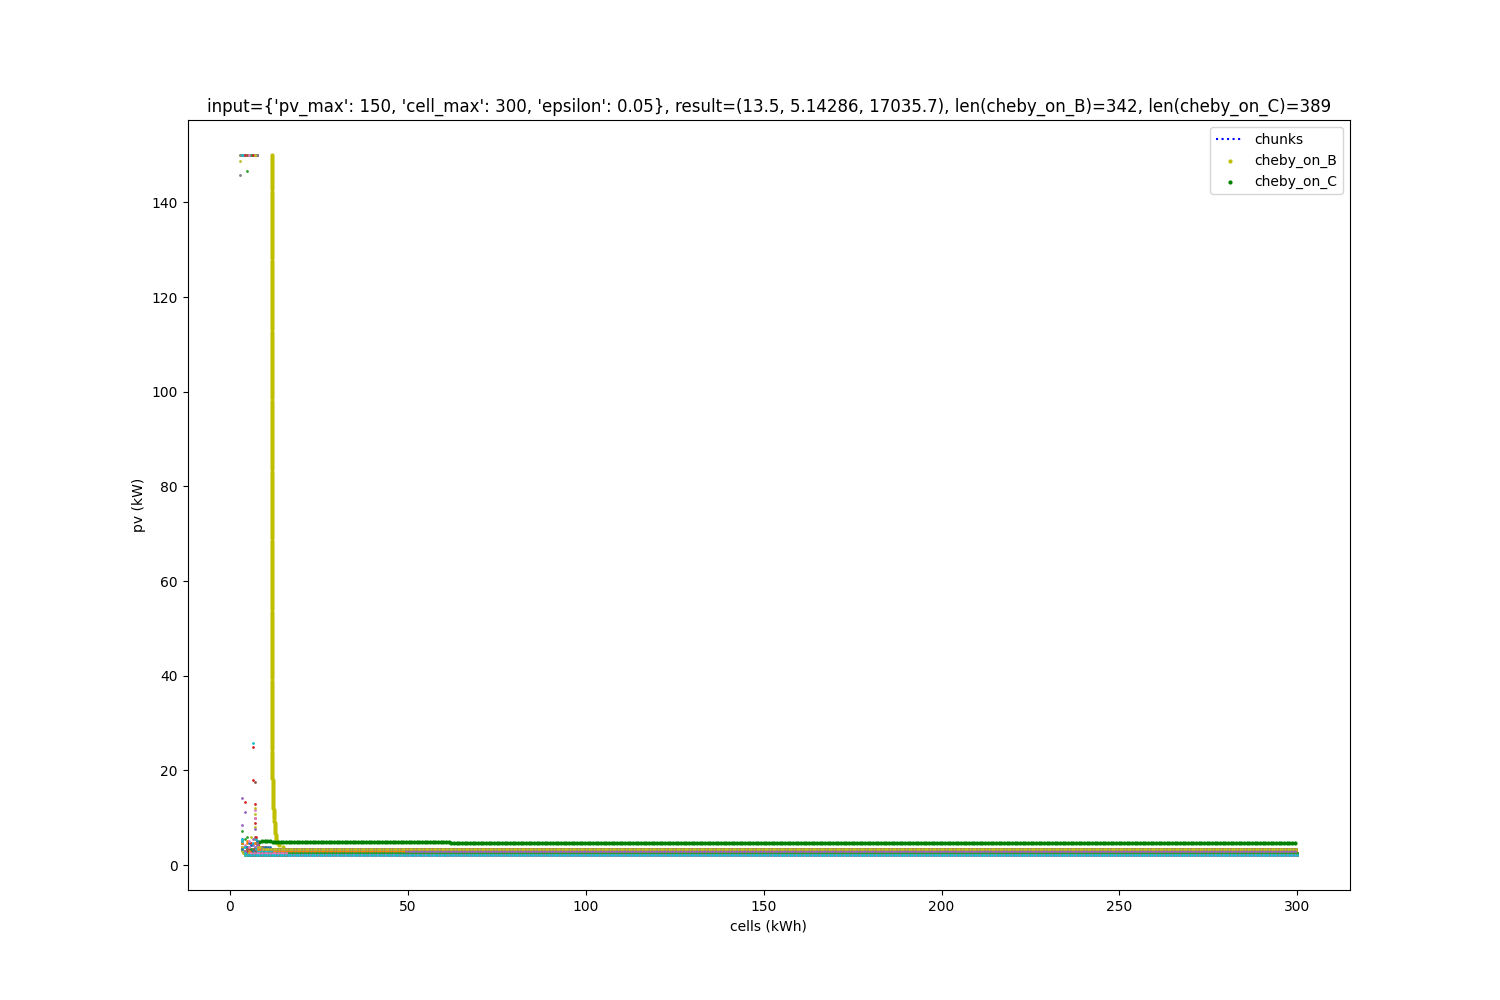 input={'pv_max': 150, 'cell_max': 300, 'epsilon': 0.05}, result=(13.5, 5.14286, 17035.7), len(cheby_on_B)=342, len(cheby_on_C)=389
chunks
cheby_on_B
cheby_on_C
140
120
100
80
60
40
20
0
pv (kW)
0
50
100
150
200
250
300
cells (kWh)